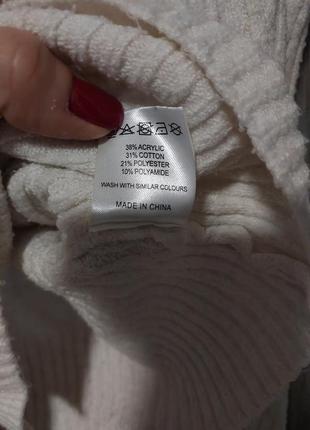 38% ACRYLIC
31% COTTON
21% POLYESTER
10% POLYAMIDE
WASH WITH SIMILAR COLOURS
MADE IN CHINA